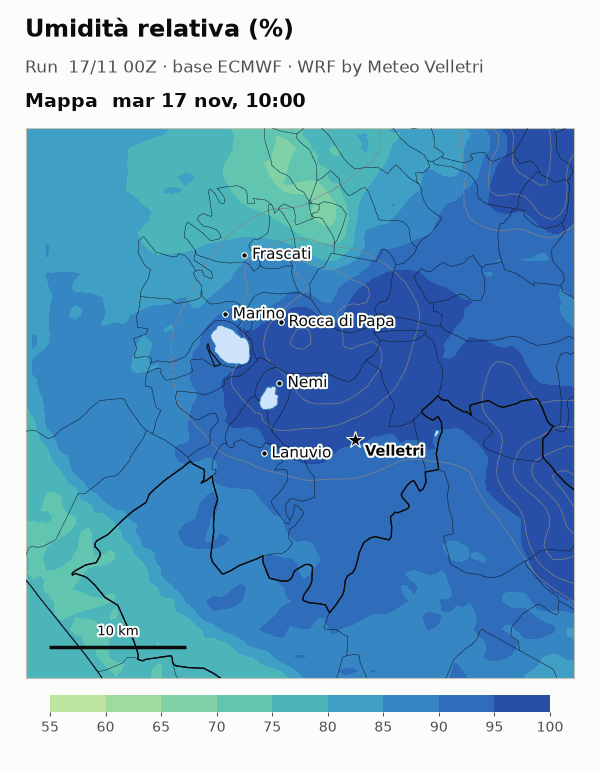 Umidità relativa (%)
Run  17/11 00Z · base ECMWF · WRF by Meteo Velletri
Mappa  mar 17 nov, 10:00
Frascati
Marino
Rocca di Papa
Nemi
Lanuvio
Velletri
10 km
55 60 65 70 75 80 85 90 95 100